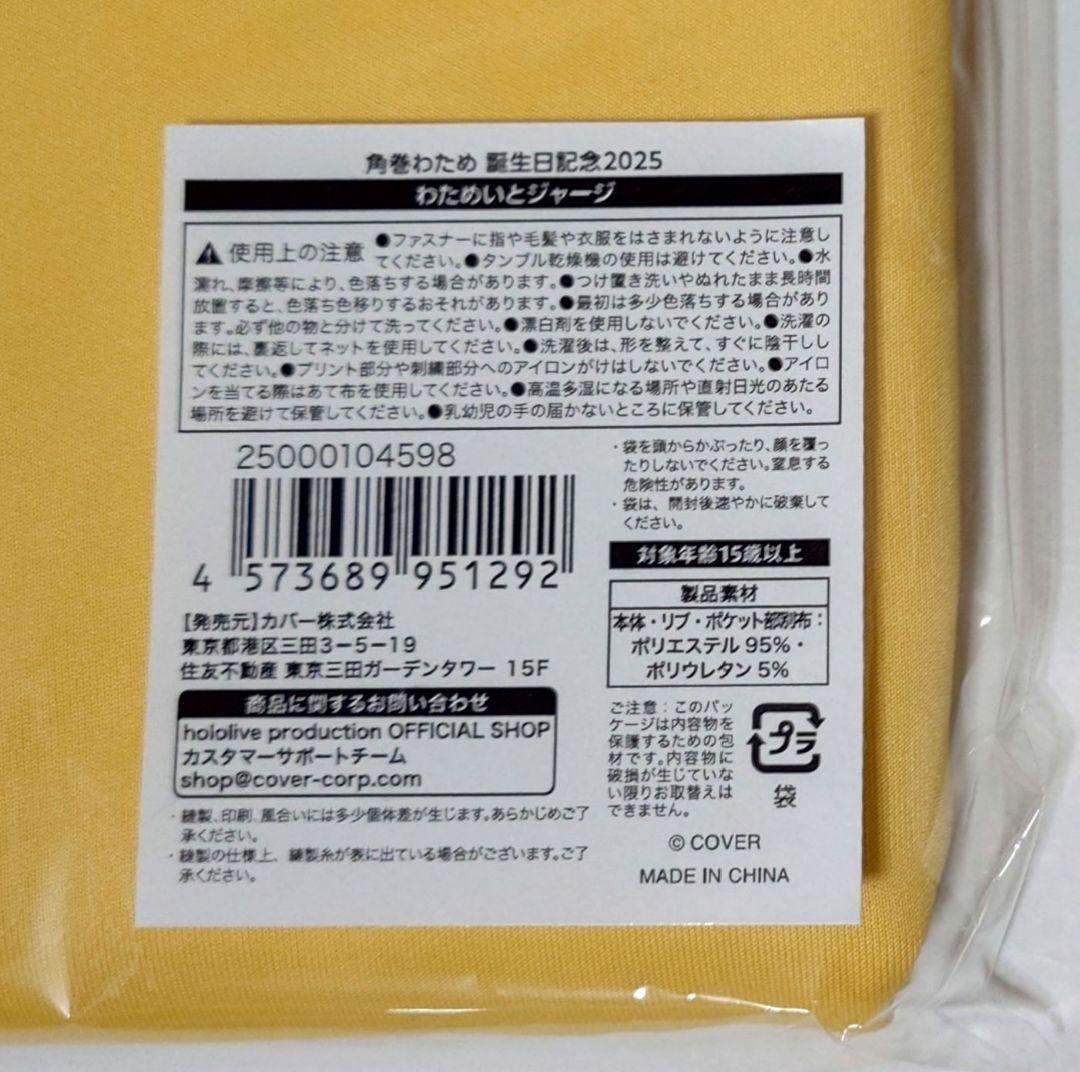 角巻わため 誕生日記念2025
わためいとジャージ
使用上の注意 ●ファスナーに指や毛髪や衣服をはさまれないように注意し
てください。●タンブル乾燥機の使用は避けてください。●水
濡れ、摩擦等により、色落ちする場合があります。●つけ置き洗いやぬれたまま長時間
放置すると、色落ち色移りするおそれがあります。●最初は多少色落ちする場合があり
ます。必ず他の物と分けて洗ってください。●漂白剤を使用しないでください。●洗濯の
際には、裏返してネットを使用してください。●洗濯後は、形を整えて、すぐに陰干しし
てください。●プリント部分や刺繍部分へのアイロンがけはしないでください。●アイロ
ンを当てる際はあて布を使用してください。●高温多湿になる場所や直射日光のあたる
場所を避けて保管してください。●乳幼児の手の届かないところに保管してください。
25000104598
4 573689 951292
【発売元】カバー株式会社
東京都港区三田3-5-19
住友不動産 東京三田ガーデンタワー 15F
商品に関するお問い合わせ
hololive production OFFICIAL SHOP
カスタマーサポートチーム
shop@cover-corp.com
・縫製、印刷、風合いには多少個体差が生じます。あらかじめご了
承ください。
・縫製の仕様上、縫製糸が表に出ている場合がございます。ご了
承ください。
・袋を頭からかぶったり、顔を覆っ
たりしないでください。窒息する
危険性があります。
・袋は、開封後速やかに破棄して
ください。
対象年齢15歳以上
製品素材
本体・リブ・ポケット部別布：
ポリエステル 95%・
ポリウレタン 5%
ご注意：このパッ
ケージは内容物を
保護するための包
材です。内容物に
破損が生じていな
い限りお取替えは
できません。
プラ
袋
© COVER
MADE IN CHINA